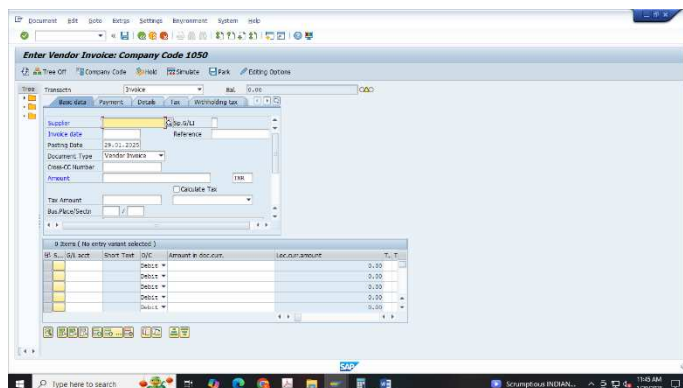 Document Edit Goto Extras Settings Environment System Help
Enter Vendor Invoice: Company Code 1050
Tree Off Company Code Hold Simulate Park Editing Options
Tree Transactn Invoice Bal. 0.00
Basic data Payment Details Tax Withholding tax
Supplier Sp.G/L
Invoice date Reference
Posting Date 29.01.2025
Document Type Vendor Invoice
Cross-CC Number
Amount INR
Calculate Tax
Tax Amount
Bus.Place/Sectn /
0 Items ( No entry variant selected )
S... G/L acct Short Text D/C Amount in doc.curr. Loc.curr.amount T.. T
Debit 0.00
Debit 0.00
Debit 0.00
Debit 0.00
Debit 0.00
SAP
Type here to search Scrumptious INDIAN... 11:45 AM